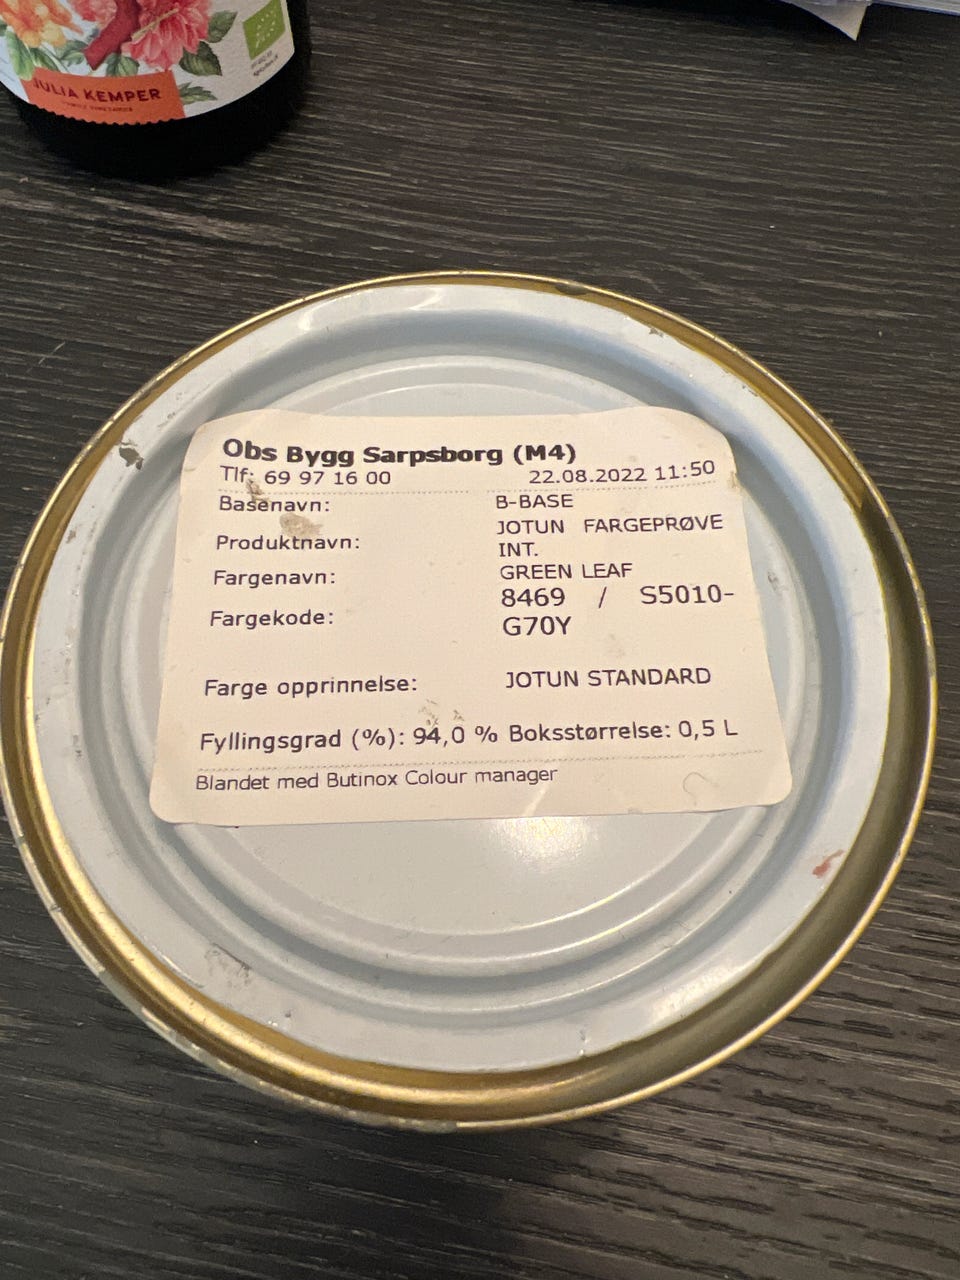 JULIA KEMPER
Obs Bygg Sarpsborg (M4)
Tlf: 69 97 16 00 22.08.2022 11:50
Basenavn: B-BASE
Produktnavn: JOTUN FARGEPRØVE
INT.
Fargenavn: GREEN LEAF
Fargekode: 8469 / S5010-
G70Y
Farge opprinnelse: JOTUN STANDARD
Fyllingsgrad (%): 94,0 % Boksstørrelse: 0,5 L
Blandet med Butinox Colour manager